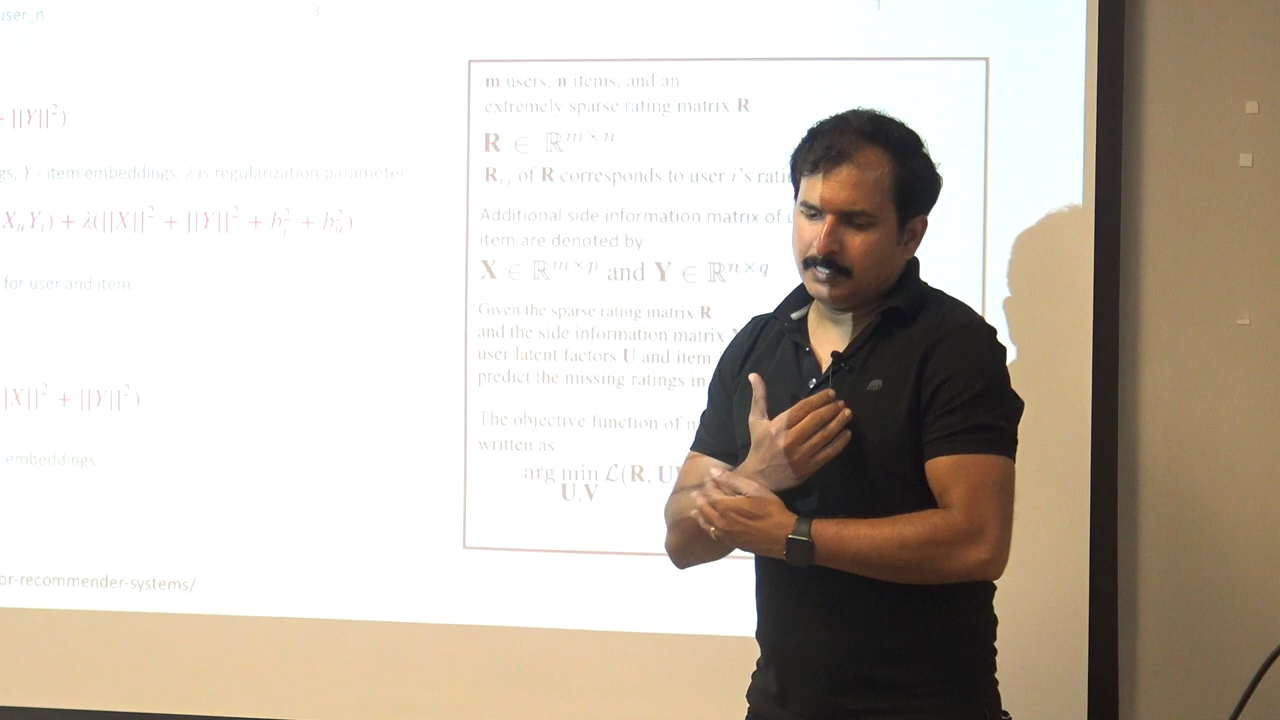 user_n 3 1
||Y||²)
gs, Y - item embeddings, λ is regularization parameter
X_u Y_i) + λ(||X||² + ||Y||² + b_i² + b_u²)
for user and item
|X||² + ||Y||²)
embeddings
or-recommender-systems/
m users, n items, and an
extremely sparse rating matrix R
R ∈ ℝ^{m×n}
R_{i,j} of R corresponds to user i's rati
Additional side information matrix of
item are denoted by
X ∈ ℝ^{m×p} and Y ∈ ℝ^{n×q}
Given the sparse rating matrix R
and the side information matrix
user latent factors U and item
predict the missing ratings in
The objective function of
written as
arg min ℒ(R, U
U,V